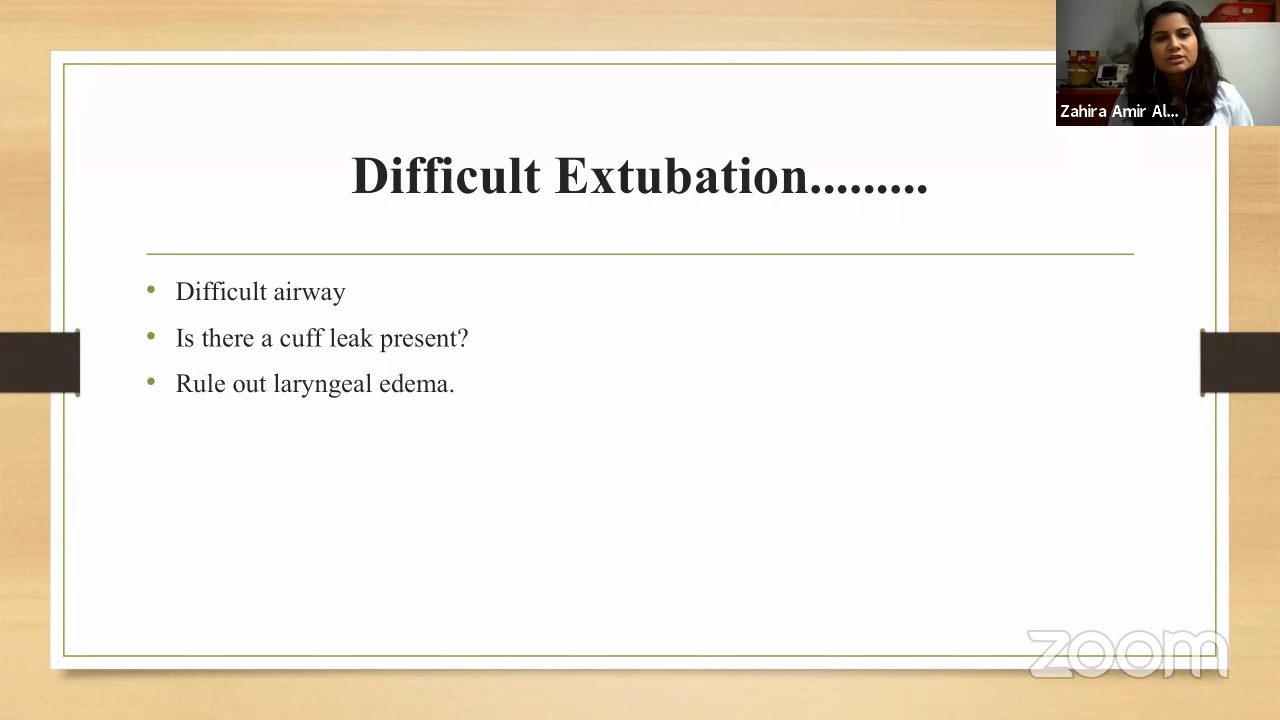 Zahira Amir Al...
Difficult Extubation.........
• Difficult airway
• Is there a cuff leak present?
• Rule out laryngeal edema.
zoom